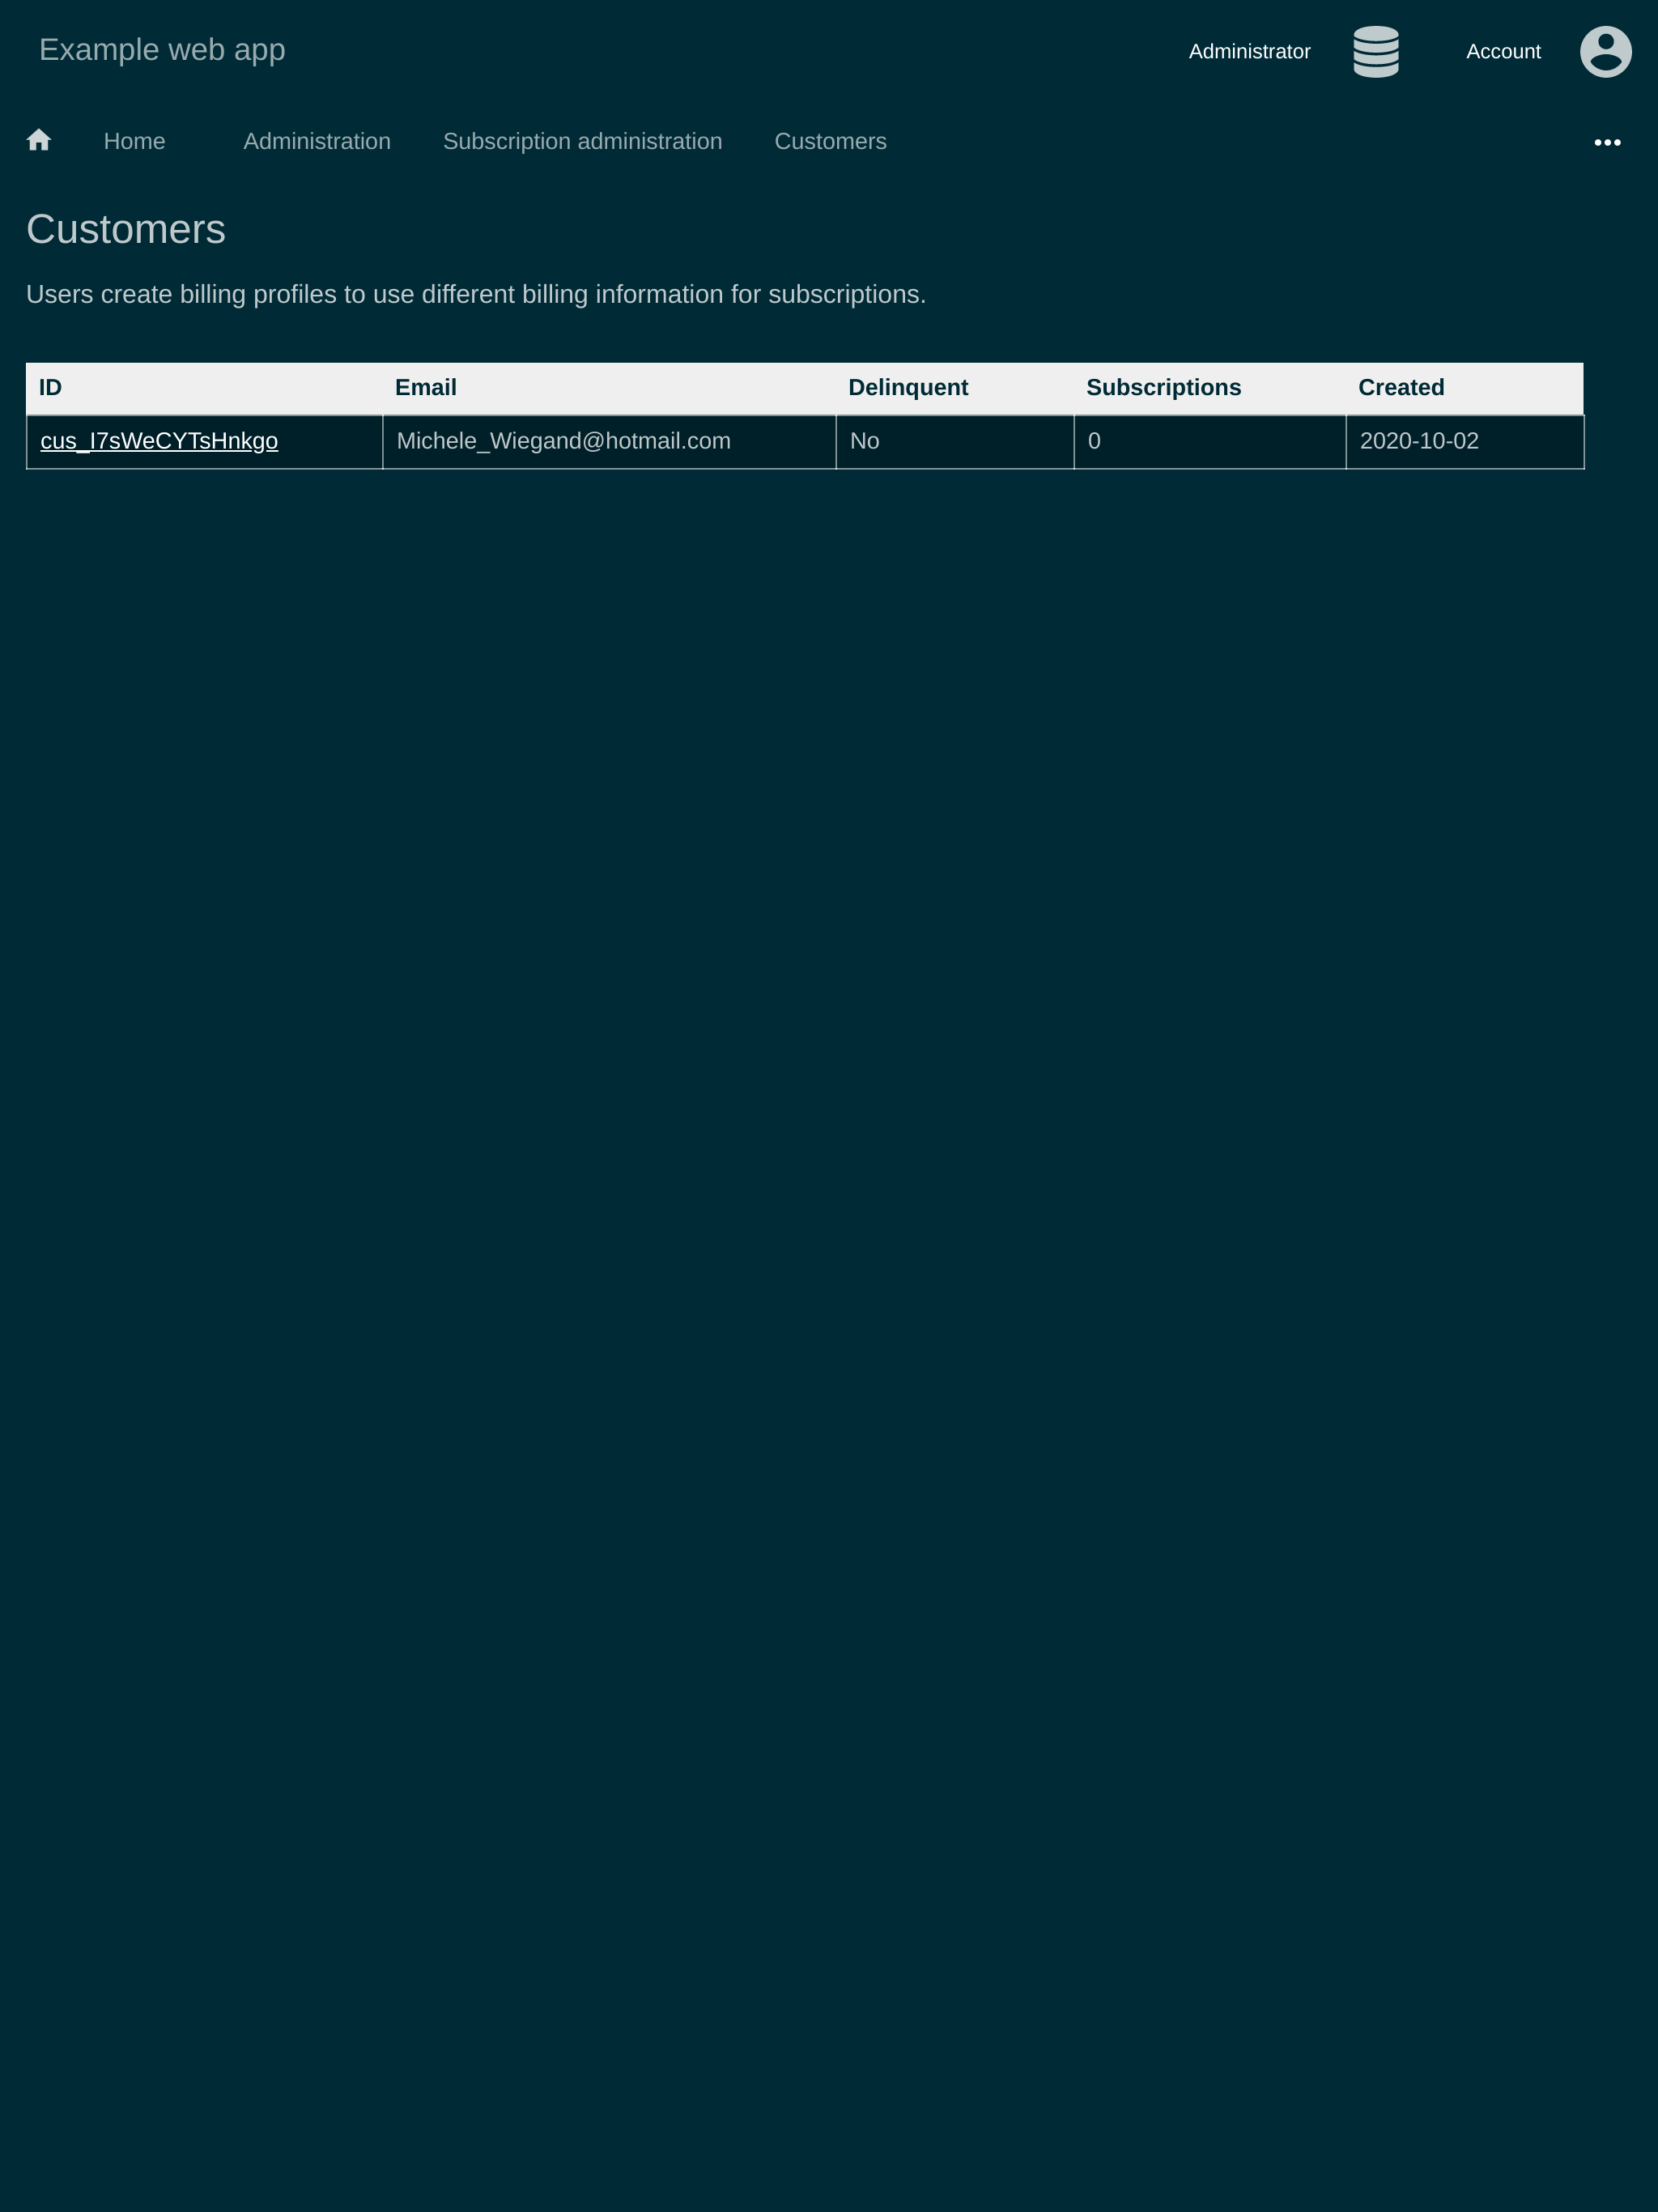 Example web app
Administrator
Account
Home
Administration
Subscription administration
Customers
Customers
Users create billing profiles to use different billing information for subscriptions.
ID Email Delinquent Subscriptions Created
cus_I7sWeCYTsHnkgo Michele_Wiegand@hotmail.com No 0 2020-10-02